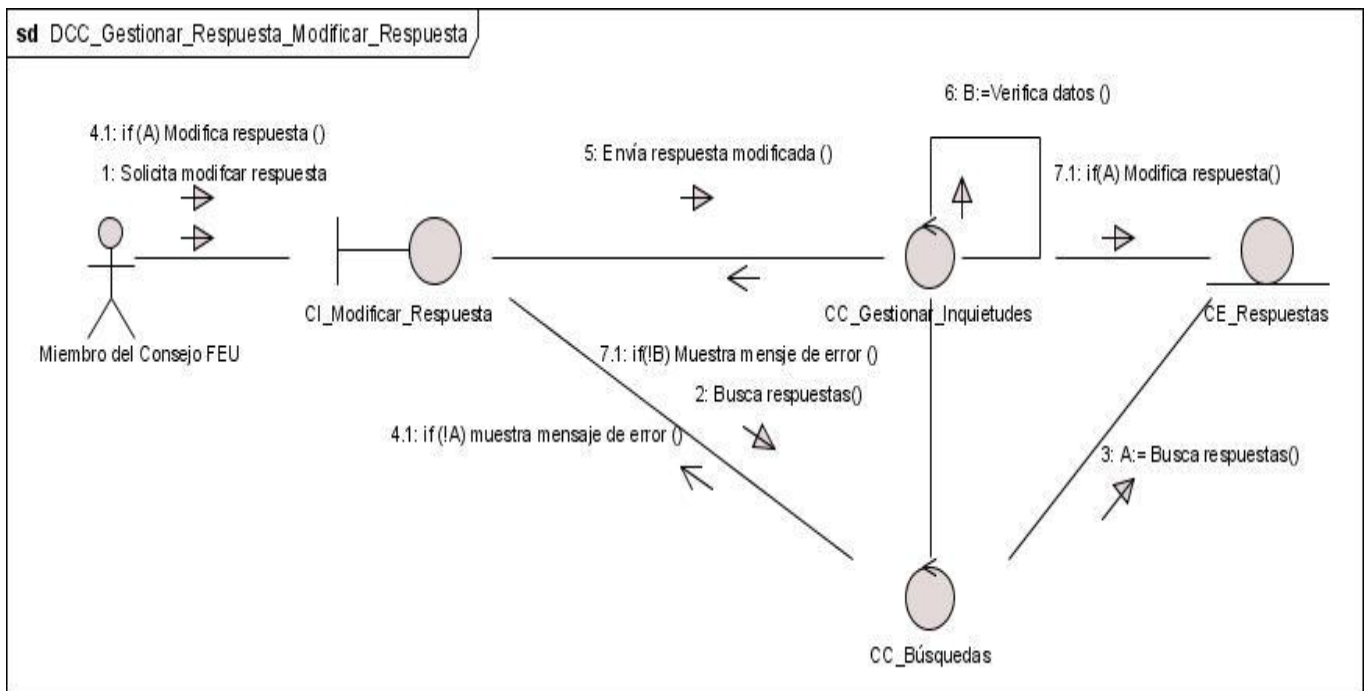 sd DCC_Gestionar_Respuesta_Modificar_Respuesta
6: B:=Verifica datos ()
4.1: if (A) Modifica respuesta ()
1: Solicita modifcar respuesta
5: Envía respuesta modificada ()
7.1: if(A) Modifica respuesta()
CI_Modificar_Respuesta
CC_Gestionar_Inquietudes
CE_Respuestas
Miembro del Consejo FEU
7.1: if(!B) Muestra mensje de error ()
2: Busca respuestas()
4.1: if (!A) muestra mensaje de error ()
3: A:= Busca respuestas()
CC_Búsquedas